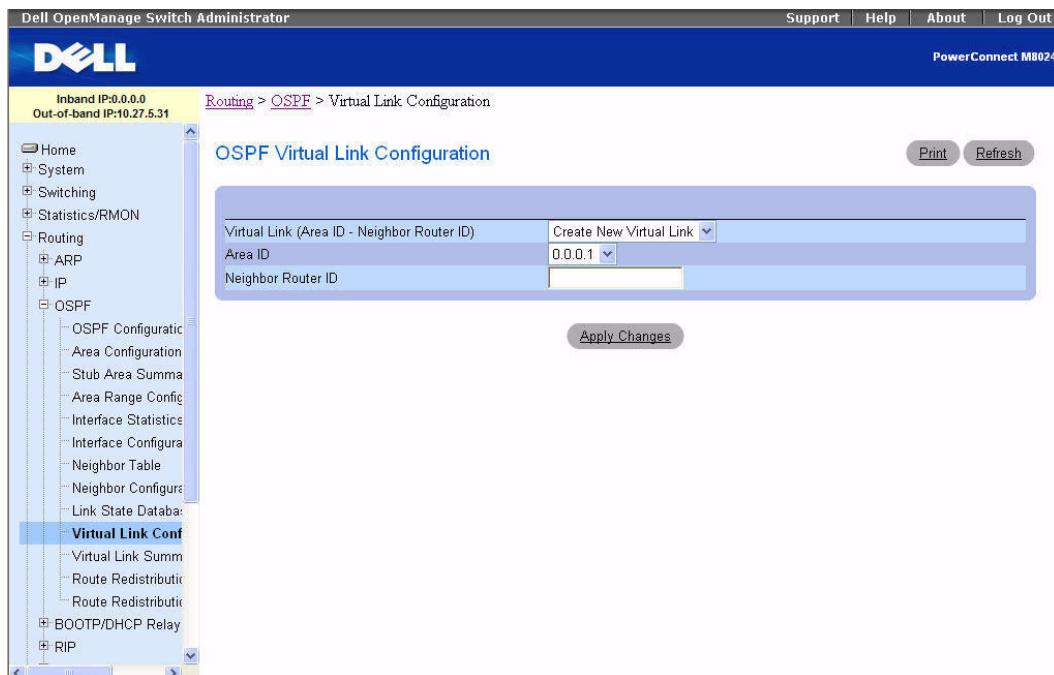 Dell OpenManage Switch Administrator
Support | Help | About | Log Out
DELL
PowerConnect M8024
Inband IP:0.0.0.0
Out-of-band IP:10.27.5.31
Routing > OSPF > Virtual Link Configuration
Home
System
Switching
Statistics/RMON
Routing
ARP
IP
OSPF
OSPF Configuratic
Area Configuration
Stub Area Summa
Area Range Config
Interface Statistics
Interface Configura
Neighbor Table
Neighbor Configura
Link State Databa
Virtual Link Conf
Virtual Link Summ
Route Redistributio
Route Redistributio
BOOTP/DHCP Relay
RIP
OSPF Virtual Link Configuration
Print
Refresh
Virtual Link (Area ID - Neighbor Router ID)
Create New Virtual Link
Area ID
0.0.0.1
Neighbor Router ID
Apply Changes